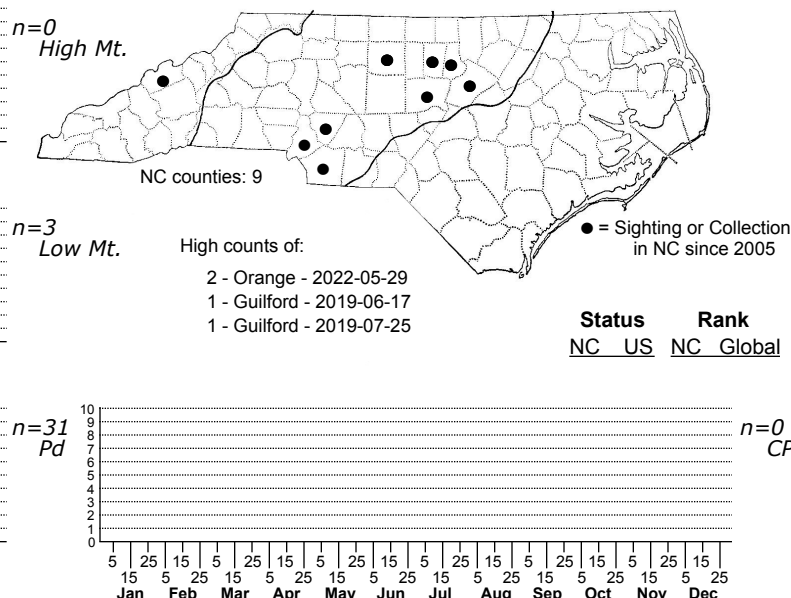 n=0
High Mt.
NC counties: 9
n=3
Low Mt.
High counts of:
2 - Orange - 2022-05-29
1 - Guilford - 2019-06-17
1 - Guilford - 2019-07-25
● = Sighting or Collection
in NC since 2005
Status Rank
NC US NC Global
n=31
Pd
10
9
8
7
6
5
4
3
2
1
0
n=0
CP
5 25 15 5 25 15 5 25 15 5 25 15 5 25 15 5 25 15
15 5 25 15 5 25 15 5 25 15 5 25 15 5 25 15 5 25
Jan Feb Mar Apr May Jun Jul Aug Sep Oct Nov Dec